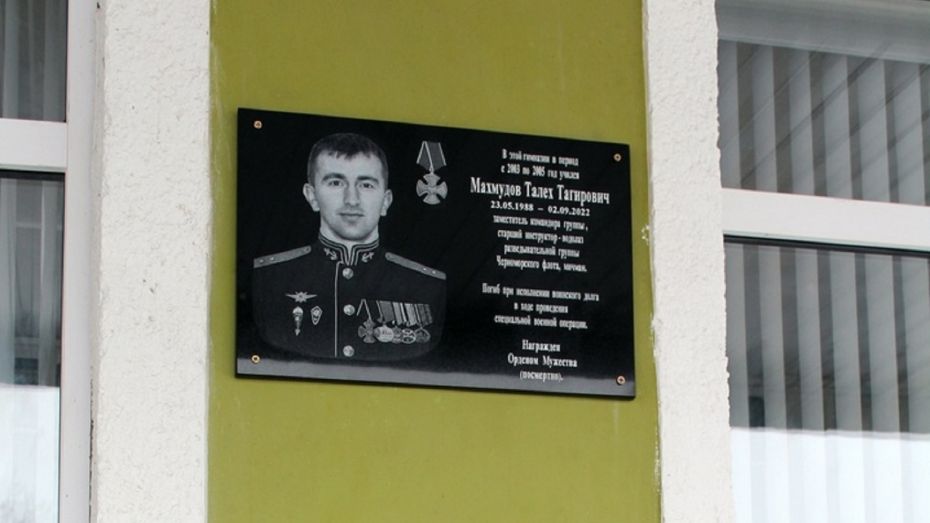 В этой гимназии в период
с 2003 по 2005 год учился
Махмудов Талех Тагирович
23.05.1988 – 02.09.2022
заместитель командира группы,
старший инструктор-водолаз
разведывательной группы
Черноморского флота, мичман.
Погиб при исполнении воинского долга
в ходе проведения
специальной военной операции.
Награжден
Орденом Мужества
(посмертно).